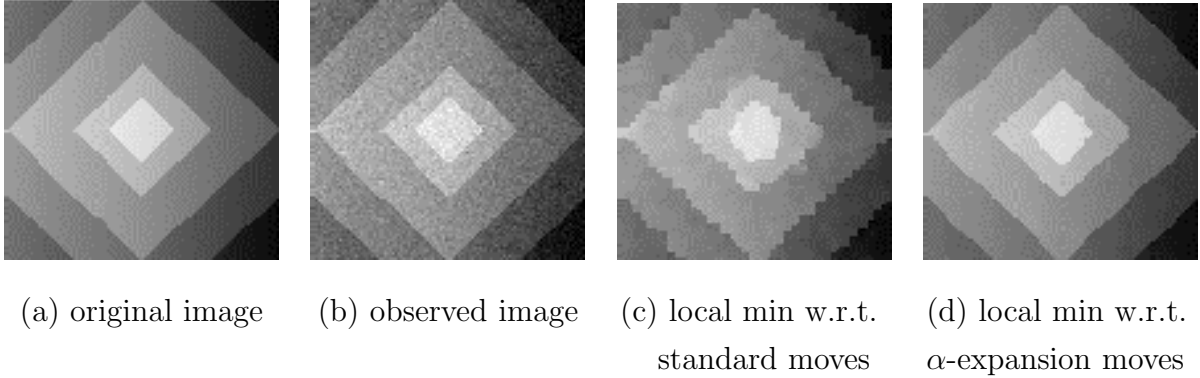 (a) original image
(b) observed image
(c) local min w.r.t.
standard moves
(d) local min w.r.t.
α-expansion moves